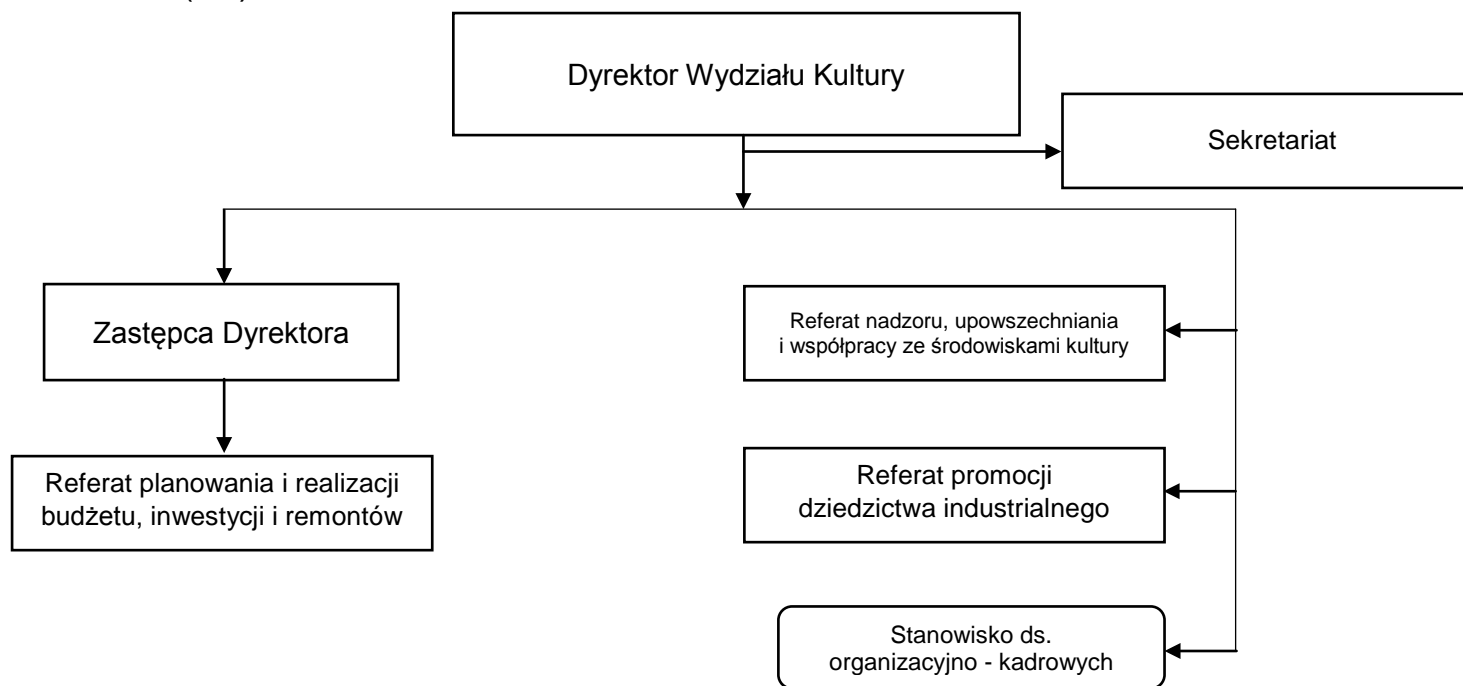 Dyrektor Wydziału Kultury
Sekretariat
Zastępca Dyrektora
Referat nadzoru, upowszechniania
i współpracy ze środowiskami kultury
Referat planowania i realizacji
budżetu, inwestycji i remontów
Referat promocji
dziedzictwa industrialnego
Stanowisko ds.
organizacyjno - kadrowych